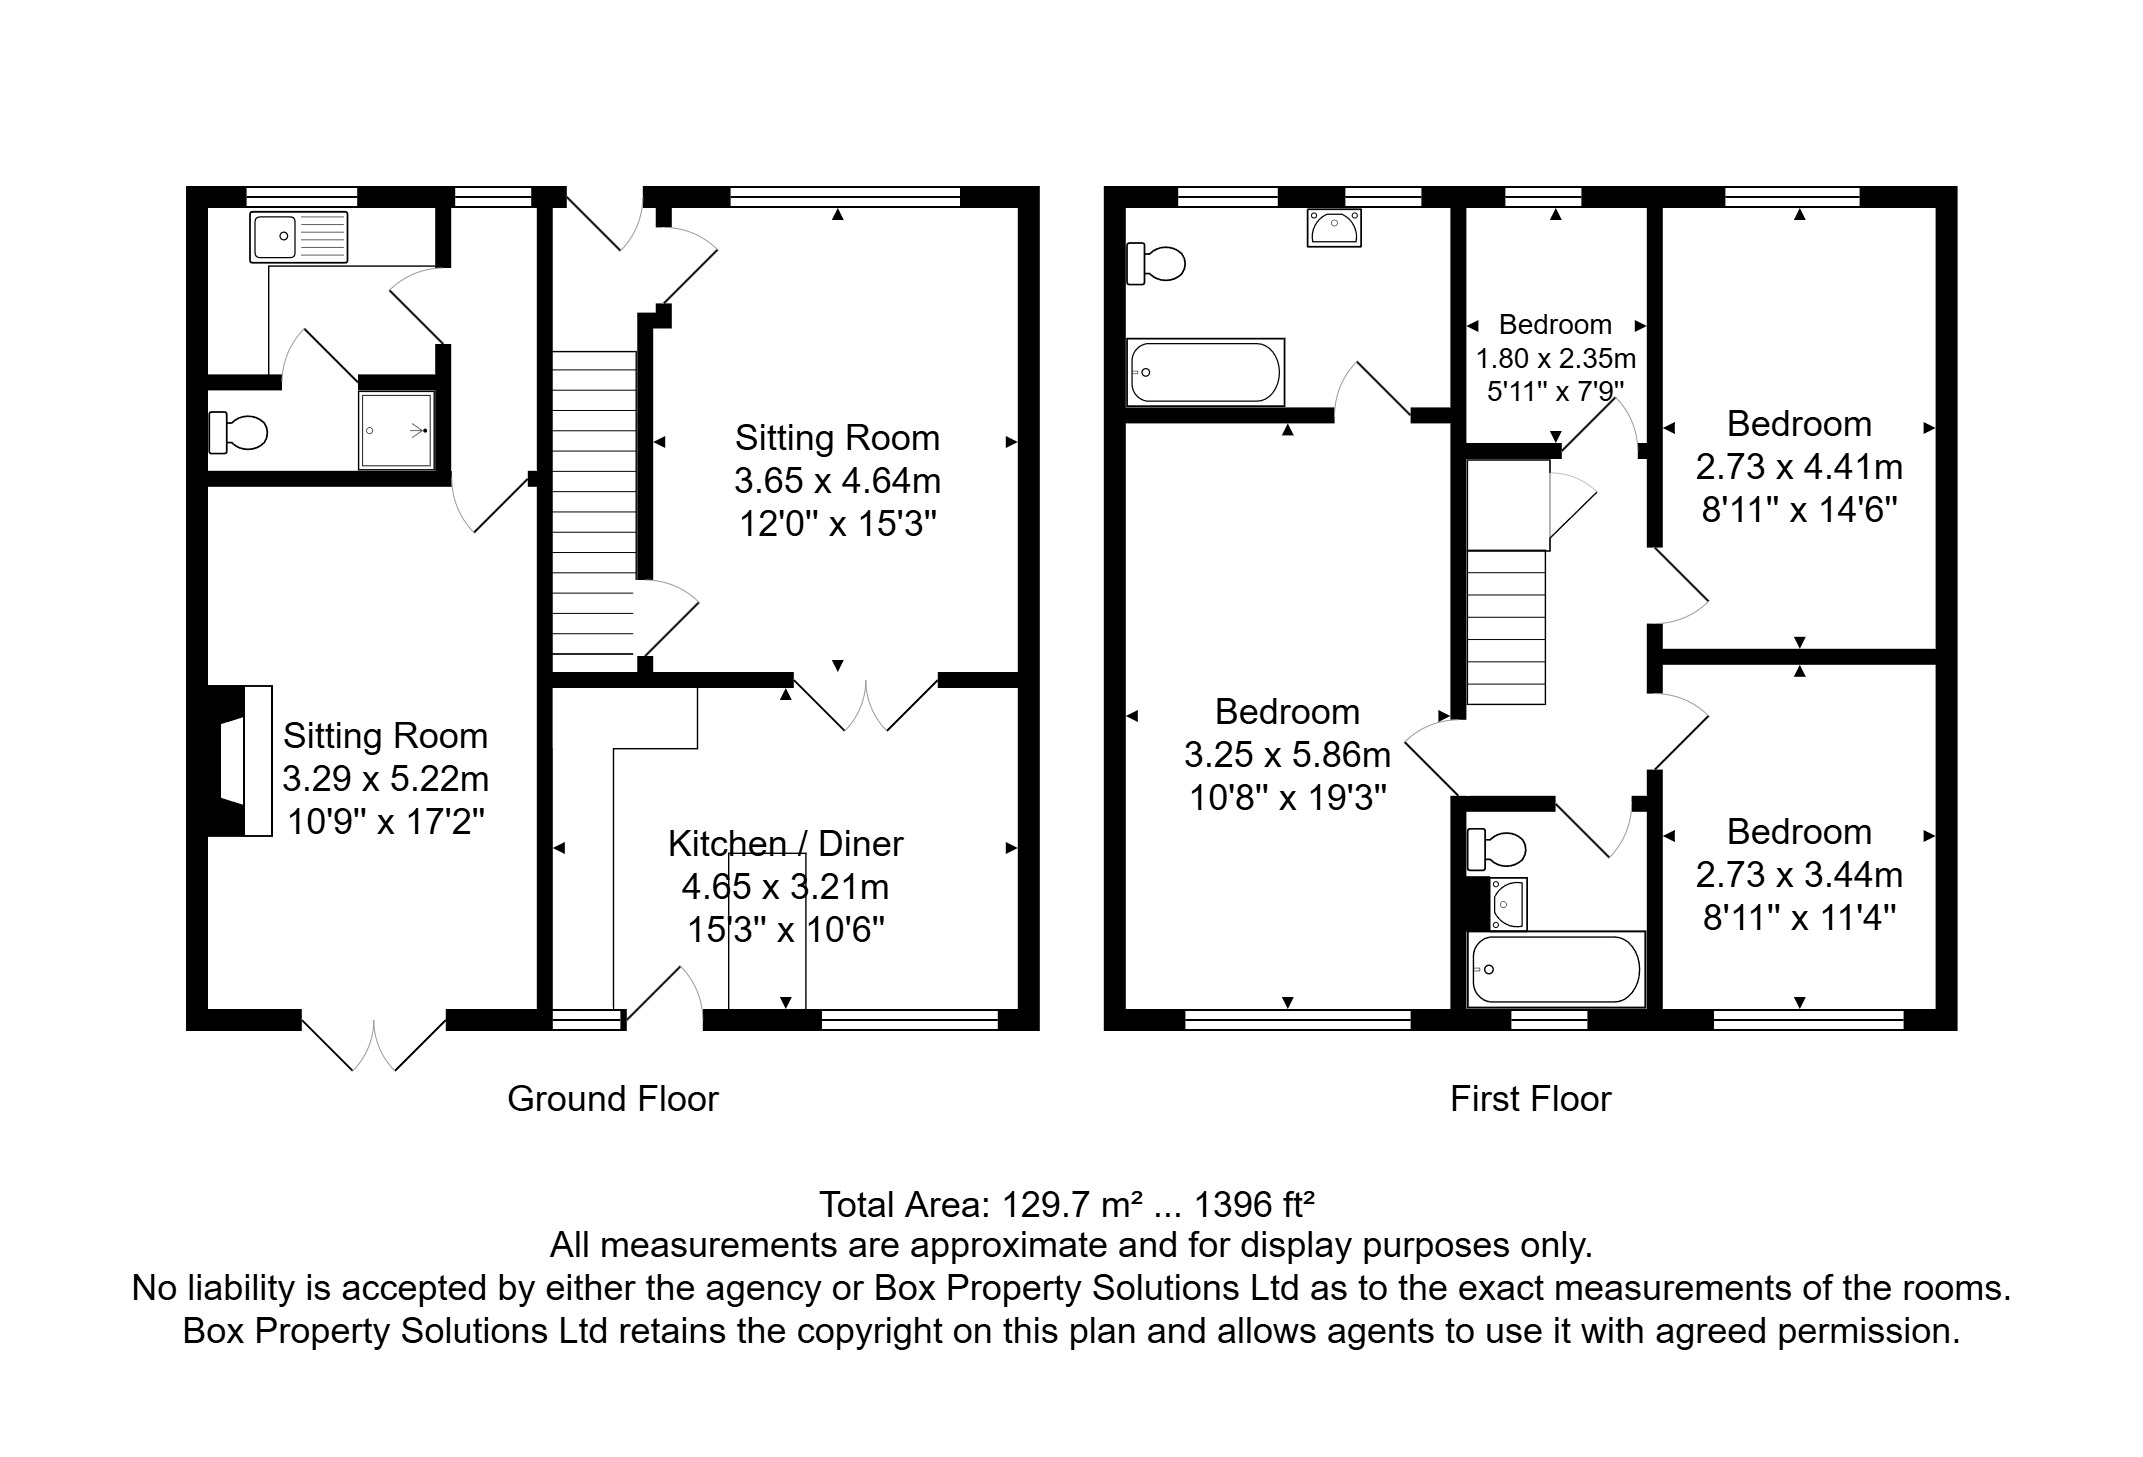 Bedroom
1.80 x 2.35m
5'11" x 7'9"
Sitting Room
3.65 x 4.64m
12'0" x 15'3"
Bedroom
2.73 x 4.41m
8'11" x 14'6"
Sitting Room
3.29 x 5.22m
10'9" x 17'2"
Kitchen / Diner
4.65 x 3.21m
15'3" x 10'6"
Bedroom
3.25 x 5.86m
10'8" x 19'3"
Bedroom
2.73 x 3.44m
8'11" x 11'4"
Ground Floor
First Floor
Total Area: 129.7 m² ... 1396 ft²
All measurements are approximate and for display purposes only.
No liability is accepted by either the agency or Box Property Solutions Ltd as to the exact measurements of the rooms.
Box Property Solutions Ltd retains the copyright on this plan and allows agents to use it with agreed permission.